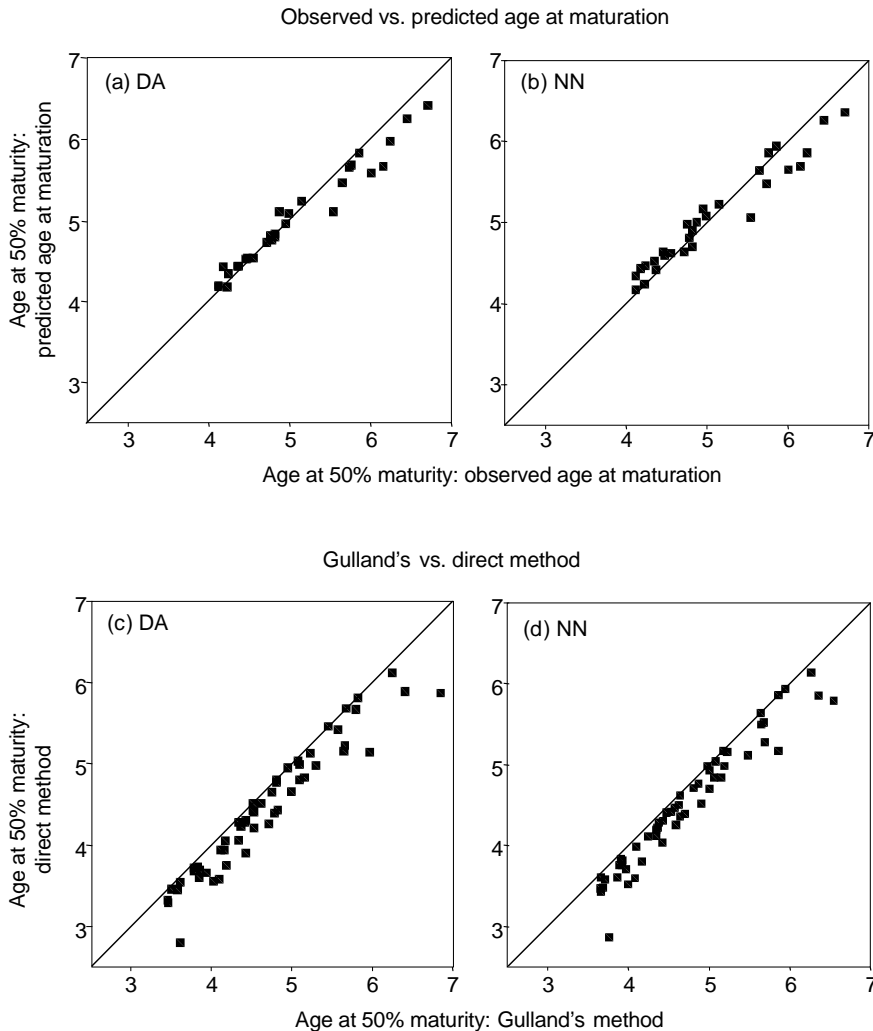 Observed vs. predicted age at maturation
(a) DA
(b) NN
Age at 50% maturity:
predicted age at maturation
7
6
5
4
3
3 4 5 6 7
7
6
5
4
3
3 4 5 6 7
Age at 50% maturity: observed age at maturation
Gulland's vs. direct method
(c) DA
(d) NN
Age at 50% maturity:
direct method
7
6
5
4
3
3 4 5 6 7
7
6
5
4
3
3 4 5 6 7
Age at 50% maturity: Gulland's method